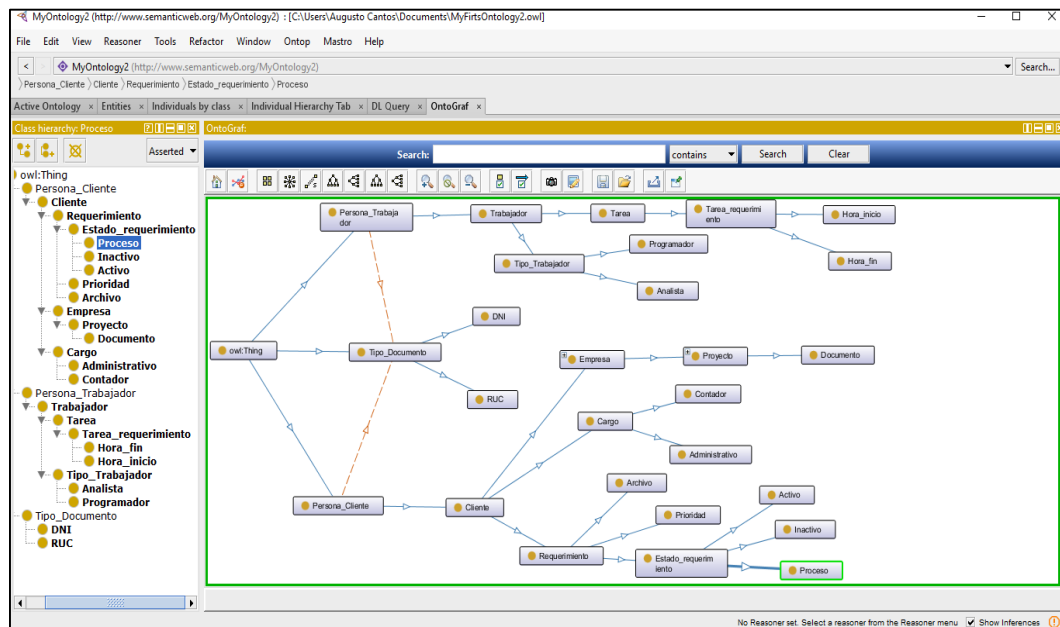 MyOntology2 (http://www.semanticweb.org/MyOntology2) : [C:\Users\Augusto Cantos\Documents\MyFirtsOntology2.owl]
File Edit View Reasoner Tools Refactor Window Ontop Mastro Help
MyOntology2 (http://www.semanticweb.org/MyOntology2)
Search...
Persona_Cliente Cliente Requerimiento Estado_requerimiento Proceso
Active Ontology Entities Individuals by class Individual Hierarchy Tab DL Query OntoGraf
Class hierarchy: Proceso
Asserted
owl:Thing
Persona_Cliente
Cliente
Requerimiento
Estado_requerimiento
Proceso
Inactivo
Activo
Prioridad
Archivo
Empresa
Proyecto
Documento
Cargo
Administrativo
Contador
Persona_Trabajador
Trabajador
Tarea
Tarea_requerimiento
Hora_fin
Hora_inicio
Tipo_Trabajador
Analista
Programador
Tipo_Documento
DNI
RUC
OntoGraf:
Search: contains Search Clear
Persona_Trabaja
dor
Trabajador
Tarea
Tarea_requerimi
ento
Hora_inicio
Programador
Tipo_Trabajador
Hora_fin
Analista
DNI
owl:Thing
Tipo_Documento
Empresa
Proyecto
Documento
RUC
Contador
Cargo
Administrativo
Archivo
Activo
Persona_Cliente
Cliente
Prioridad
Inactivo
Requerimiento
Estado_requerim
iento
Proceso
No Reasoner set. Select a reasoner from the Reasoner menu Show Inferences